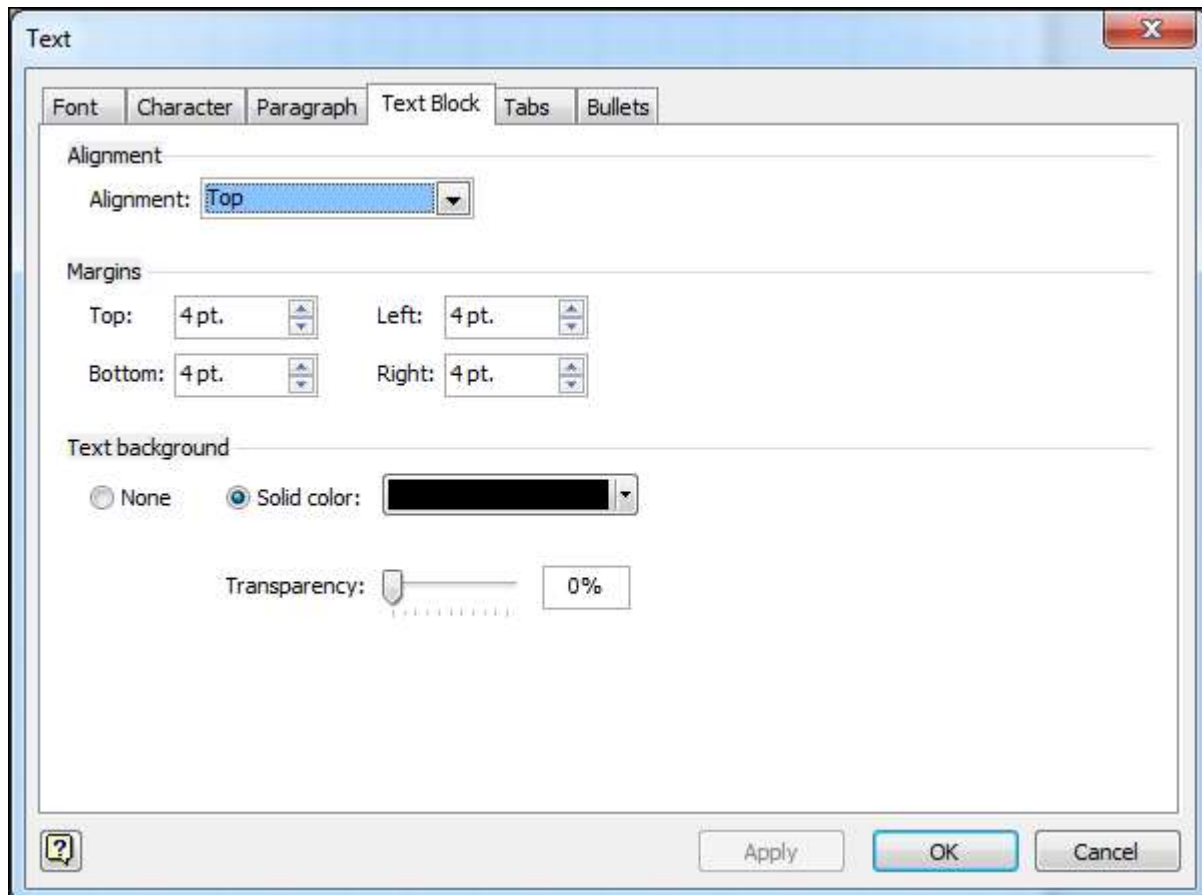 Text
X
Font Character Paragraph Text Block Tabs Bullets
Alignment
Alignment: Top
Margins
Top: 4 pt. Left: 4 pt.
Bottom: 4 pt. Right: 4 pt.
Text background
None Solid color:
Transparency: 0%
? Apply OK Cancel